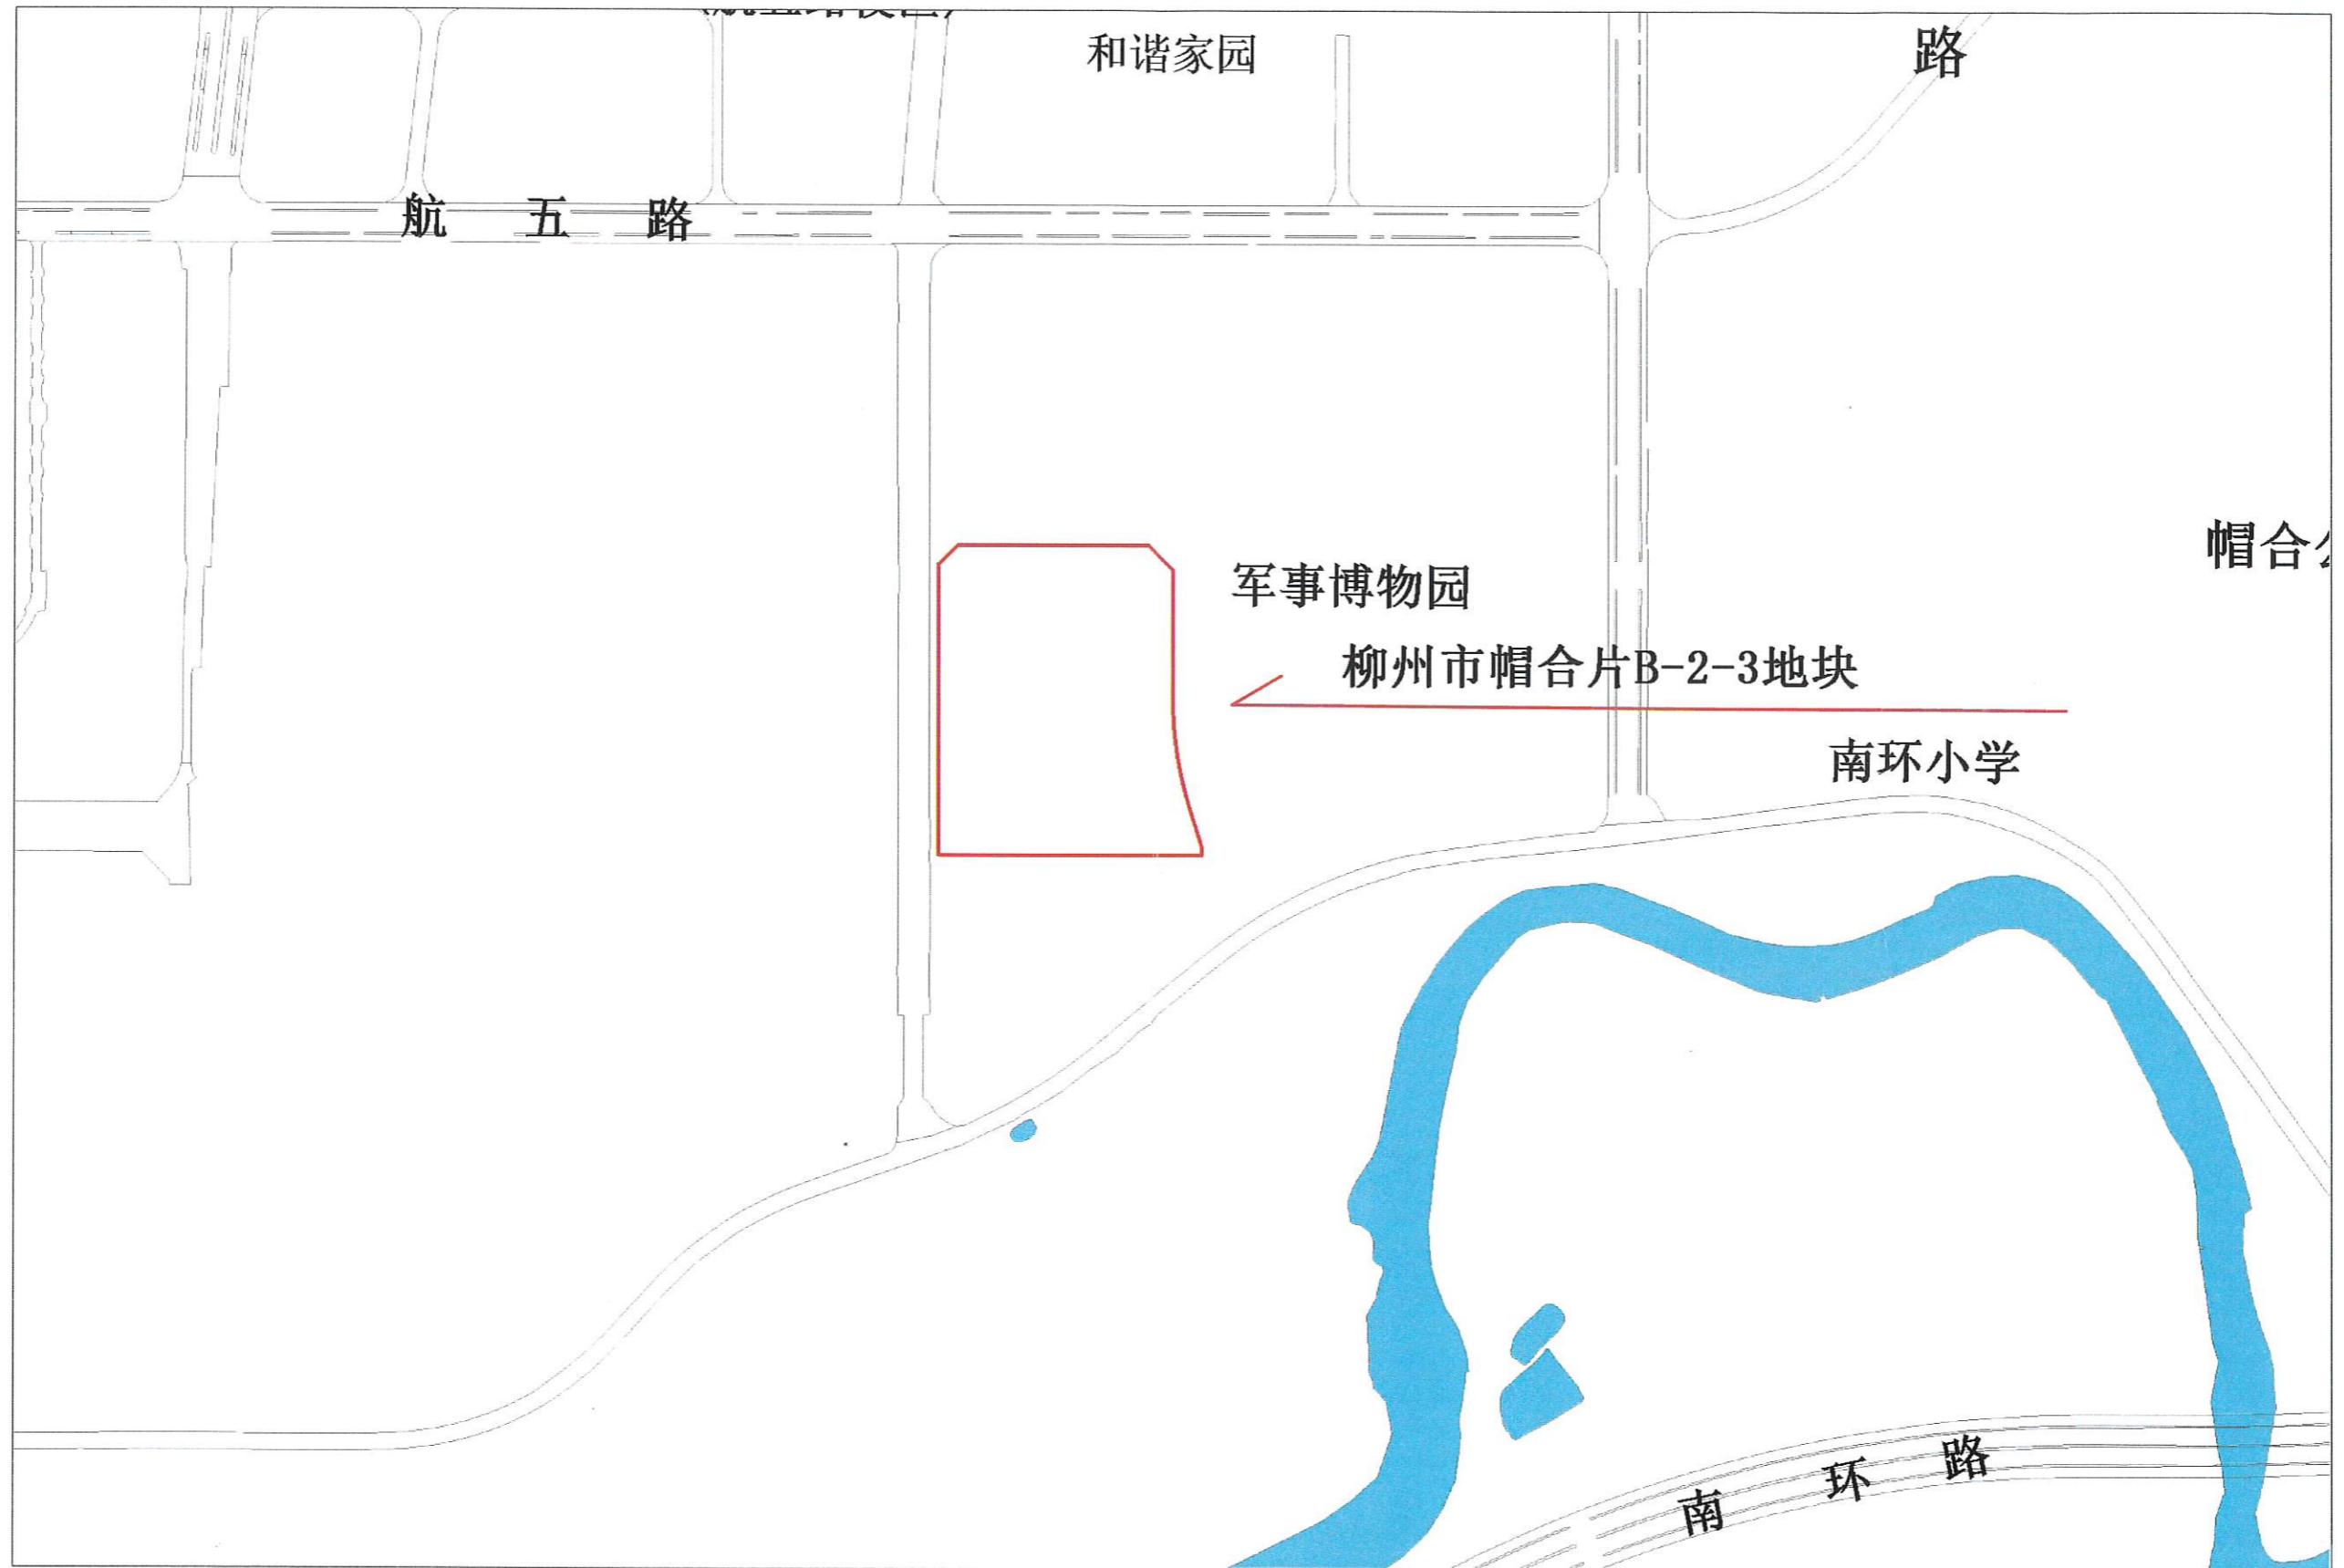 和谐家园
路
航五路
帽合
军事博物园
柳州市帽合片B-2-3地块
南环小学
南环路